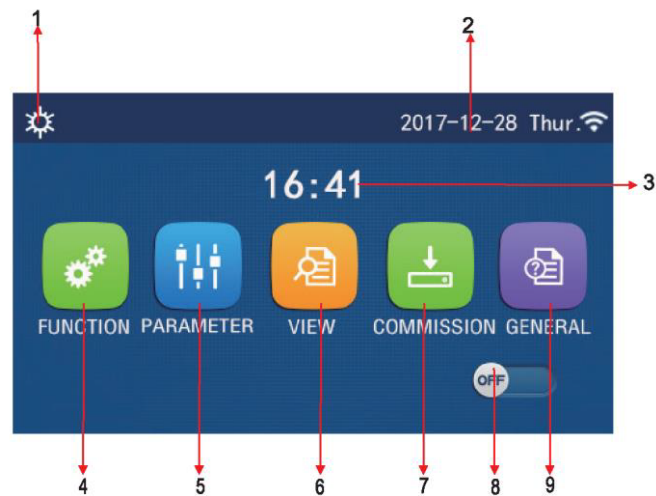 1
2
2017-12-28 Thur.
16:41
3
FUNCTION PARAMETER VIEW COMMISSION GENERAL
OFF
4 5 6 7 8 9